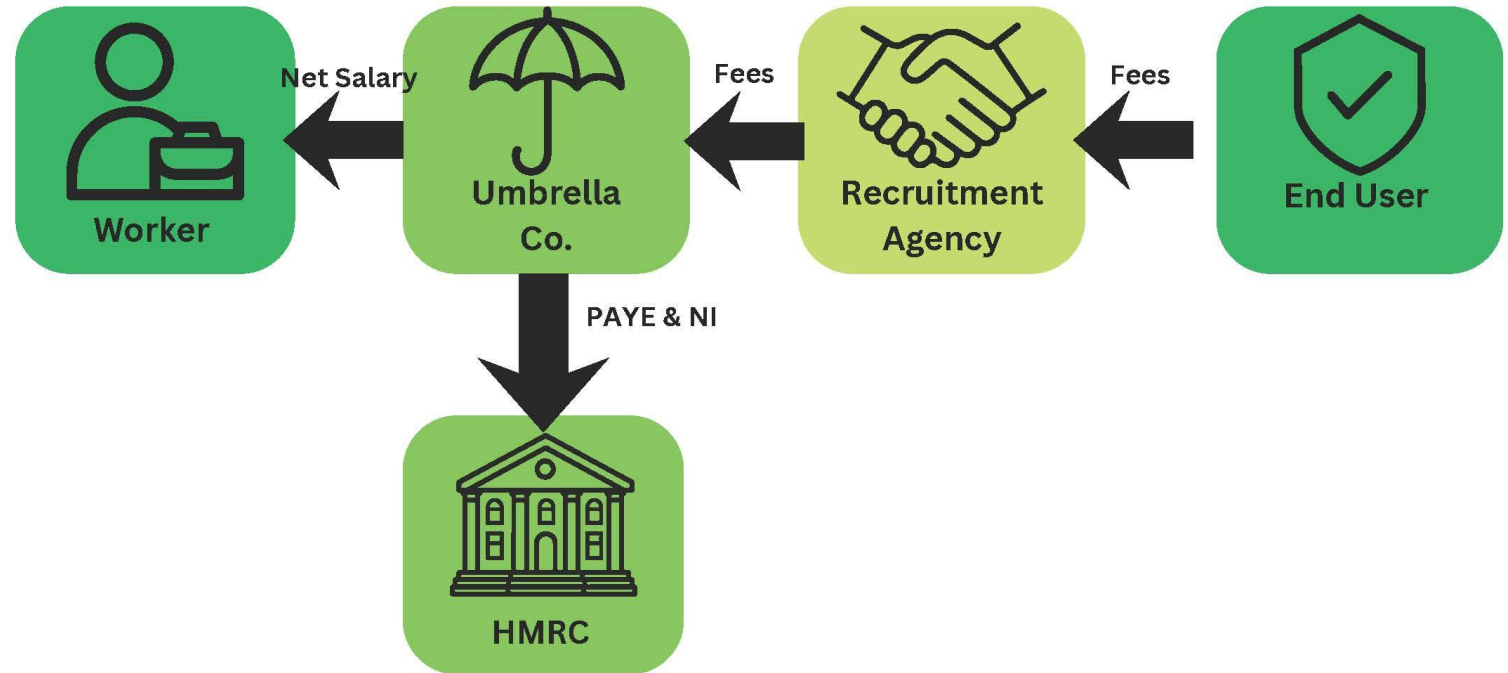 Net Salary
Fees
Fees
Worker
Umbrella
Co.
Recruitment
Agency
End User
PAYE & NI
HMRC